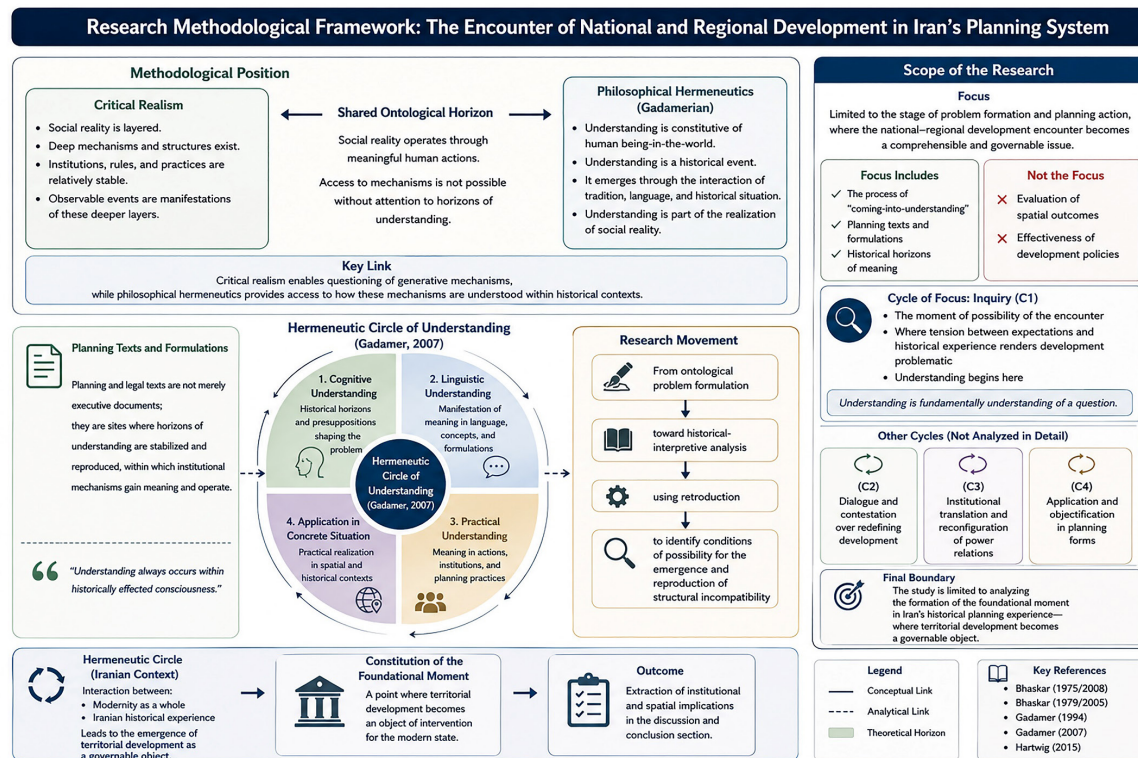 Research Methodological Framework: The Encounter of National and Regional Development in Iran's Planning System
Methodological Position
Critical Realism
• Social reality is layered.
• Deep mechanisms and structures exist.
• Institutions, rules, and practices are
relatively stable.
• Observable events are manifestations
of these deeper layers.
Shared Ontological Horizon
Social reality operates through
meaningful human actions.
Access to mechanisms is not possible
without attention to horizons of
understanding.
Philosophical Hermeneutics
(Gadamerian)
• Understanding is constitutive of
human being-in-the-world.
• Understanding is a historical event.
• It emerges through the interaction of
tradition, language, and historical situation.
• Understanding is part of the realization
of social reality.
Key Link
Critical realism enables questioning of generative mechanisms,
while philosophical hermeneutics provides access to how these mechanisms are understood within historical contexts.
Planning Texts and Formulations
Planning and legal texts are not merely
executive documents;
they are sites where horizons of
understanding are stabilized and
reproduced, within which institutional
mechanisms gain meaning and operate.
"Understanding always occurs within
historically effected consciousness."
Hermeneutic Circle of Understanding
(Gadamer, 2007)
1. Cognitive
Understanding
Historical horizons
and presuppositions
shaping the
problem
2. Linguistic
Understanding
Manifestation of
meaning in language,
concepts, and
formulations
Hermeneutic
Circle of
Understanding
(Gadamer, 2007)
4. Application in
Concrete Situation
Practical realization
in spatial and
historical contexts
3. Practical
Understanding
Meaning in actions,
institutions, and
planning practices
Research Movement
From ontological
problem formulation
toward historical-
interpretive analysis
using retroduction
to identify conditions
of possibility for the
emergence and
reproduction of
structural incompatibility
Hermeneutic Circle
(Iranian Context)
Interaction between:
• Modernity as a whole
• Iranian historical experience
Leads to the emergence of
territorial development as
a governable object
Constitution of the
Foundational Moment
A point where territorial
development becomes
an object of intervention
for the modern state.
Outcome
Extraction of institutional
and spatial implications
in the discussion and
conclusion section.
Scope of the Research
Focus
Limited to the stage of problem formation and planning action,
where the national–regional development encounter becomes
a comprehensible and governable issue.
Focus Includes
✓ The process of
"coming-into-understanding"
✓ Planning texts and
formulations
✓ Historical horizons
of meaning
Not the Focus
✕ Evaluation of
spatial outcomes
✕ Effectiveness of
development policies
Cycle of Focus: Inquiry (C1)
• The moment of possibility of the encounter
• Where tension between expectations and
historical experience renders development
problematic
• Understanding begins here
Understanding is fundamentally understanding of a question.
Other Cycles (Not Analyzed in Detail)
(C2)
Dialogue and
contestation
over redefining
development
(C3)
Institutional
translation and
reconfiguration
of power
relations
(C4)
Application and
objectification
in planning
forms
Final Boundary
The study is limited to analyzing
the formation of the foundational moment
in Iran's historical planning experience—
where territorial development becomes
a governable object.
Legend
Conceptual Link
Analytical Link
Theoretical Horizon
Key References
• Bhaskar (1975/2008)
• Bhaskar (1979/2005)
• Gadamer (1994)
• Gadamer (2007)
• Hartwig (2015)